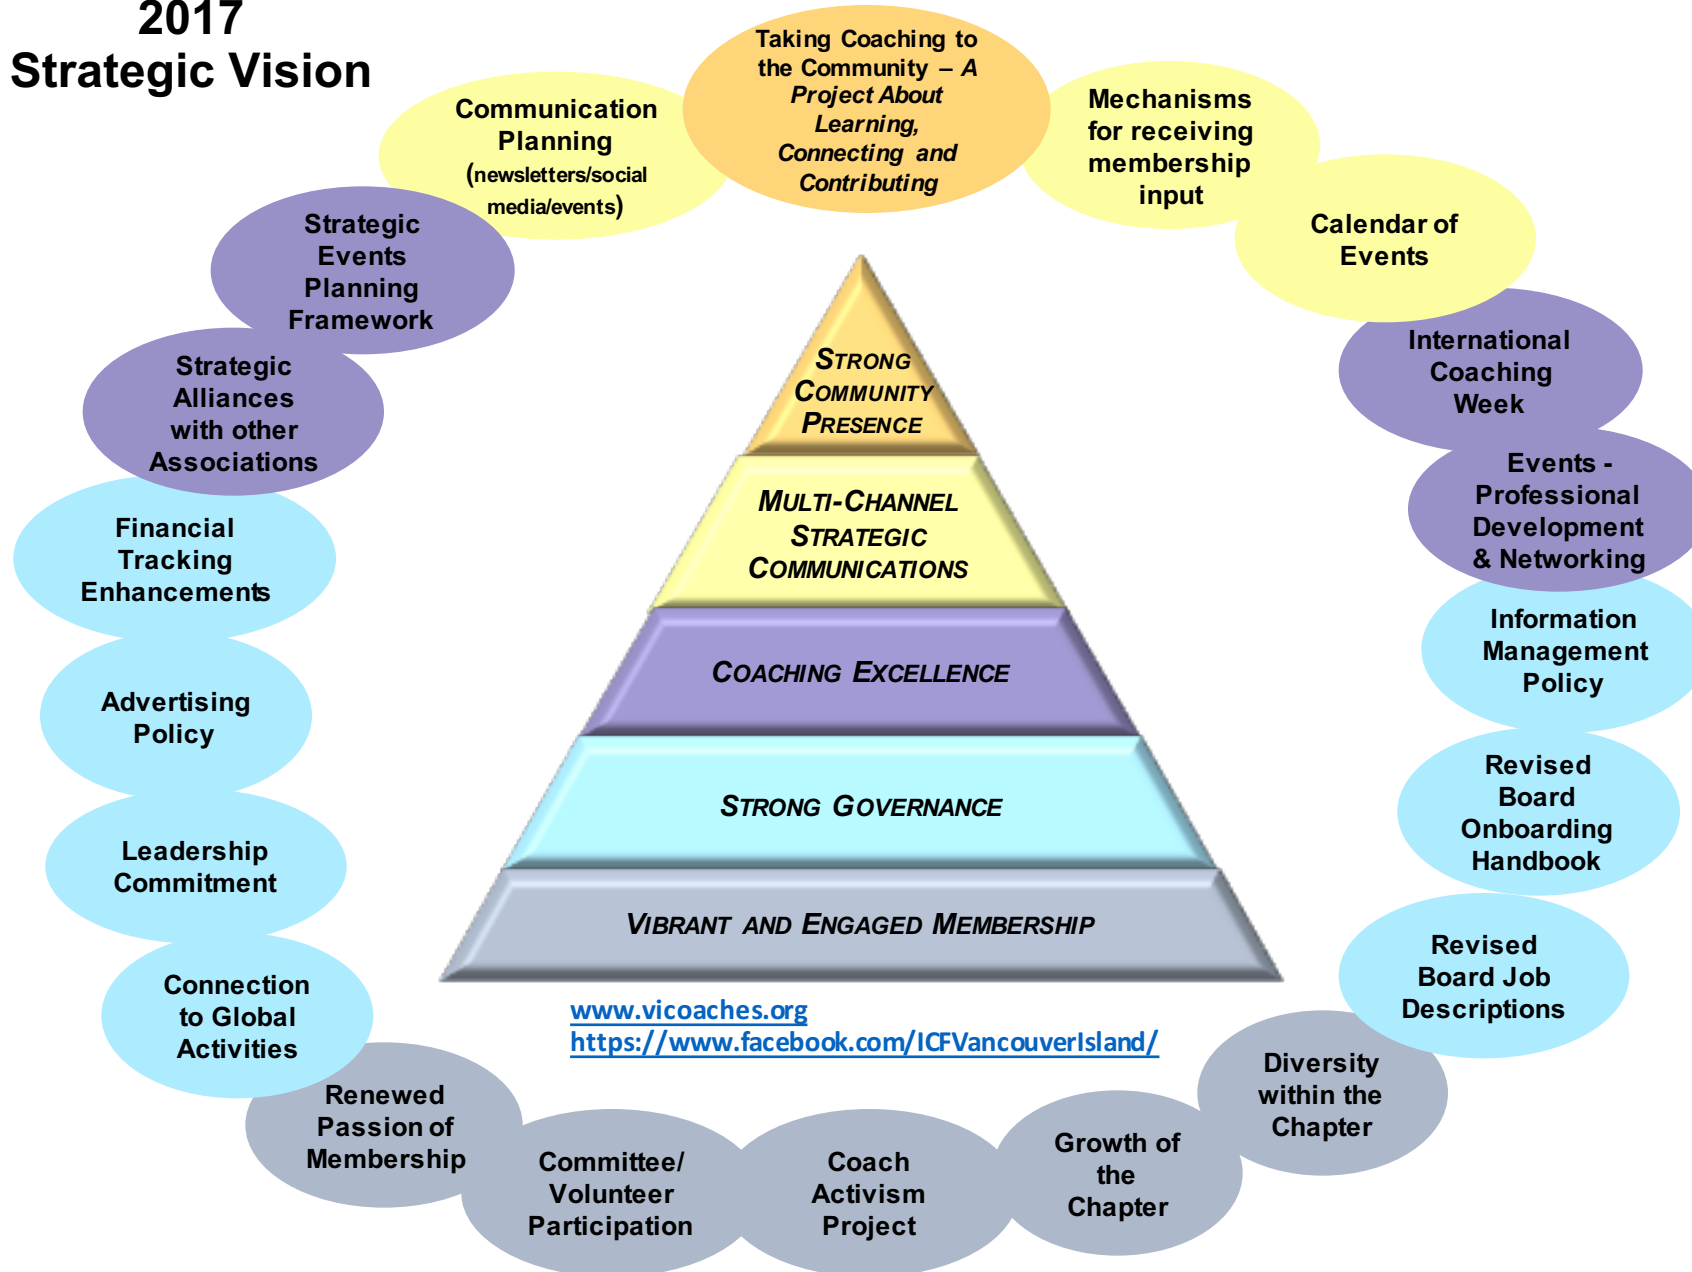 2017
Strategic Vision
Taking Coaching to
the Community – A
Project About
Learning,
Connecting and
Contributing
Mechanisms
for receiving
membership
input
Calendar of
Events
International
Coaching
Week
Events -
Professional
Development
& Networking
Information
Management
Policy
Revised
Board
Onboarding
Handbook
Revised
Board Job
Descriptions
Diversity
within the
Chapter
Growth of
the
Chapter
Coach
Activism
Project
Committee/
Volunteer
Participation
Renewed
Passion of
Membership
Connection
to Global
Activities
Leadership
Commitment
Advertising
Policy
Financial
Tracking
Enhancements
Strategic
Alliances
with other
Associations
Strategic
Events
Planning
Framework
Communication
Planning
(newsletters/social
media/events)
STRONG
COMMUNITY
PRESENCE
MULTI-CHANNEL
STRATEGIC
COMMUNICATIONS
COACHING EXCELLENCE
STRONG GOVERNANCE
VIBRANT AND ENGAGED MEMBERSHIP
www.vicoaches.org
https://www.facebook.com/ICFVancouverIsland/